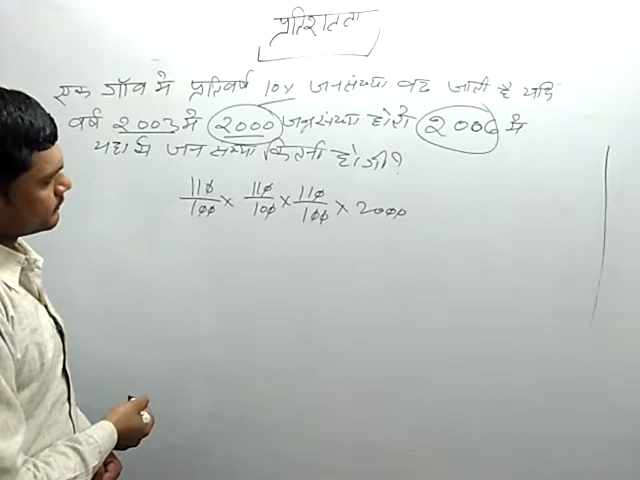 प्रतिशतता
एक गाँव मे प्रतिवर्ष 10% जनसंख्या बढ जाती है यदि
वर्ष 2003 मे 2000 जनसंख्या हो तो 2006 मे
यहा की जनसंख्या कितनी होगी?
110/100 × 110/100 × 110/100 × 2000